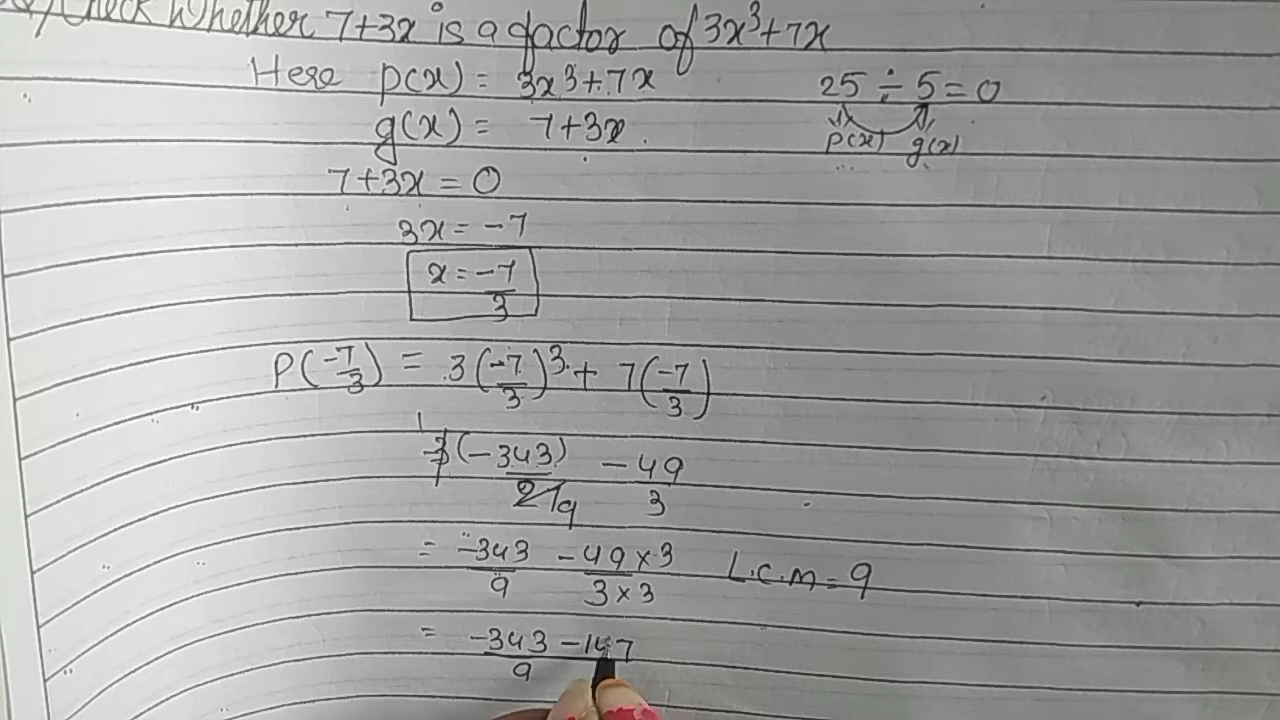 Check Whether 7+3x is a factor of 3x³+7x
Here p(x) = 3x³+7x
25 ÷ 5 = 0
p(x) g(x)
g(x) = 7+3x.
7+3x = 0
3x = -7
x = -7/3
P(-7/3) = 3(-7/3)³ + 7(-7/3)
1
3(-343)/27 9 - 49/3
= -343/9 - 49×3/3×3 L.C.M = 9
= -343 - 147/9